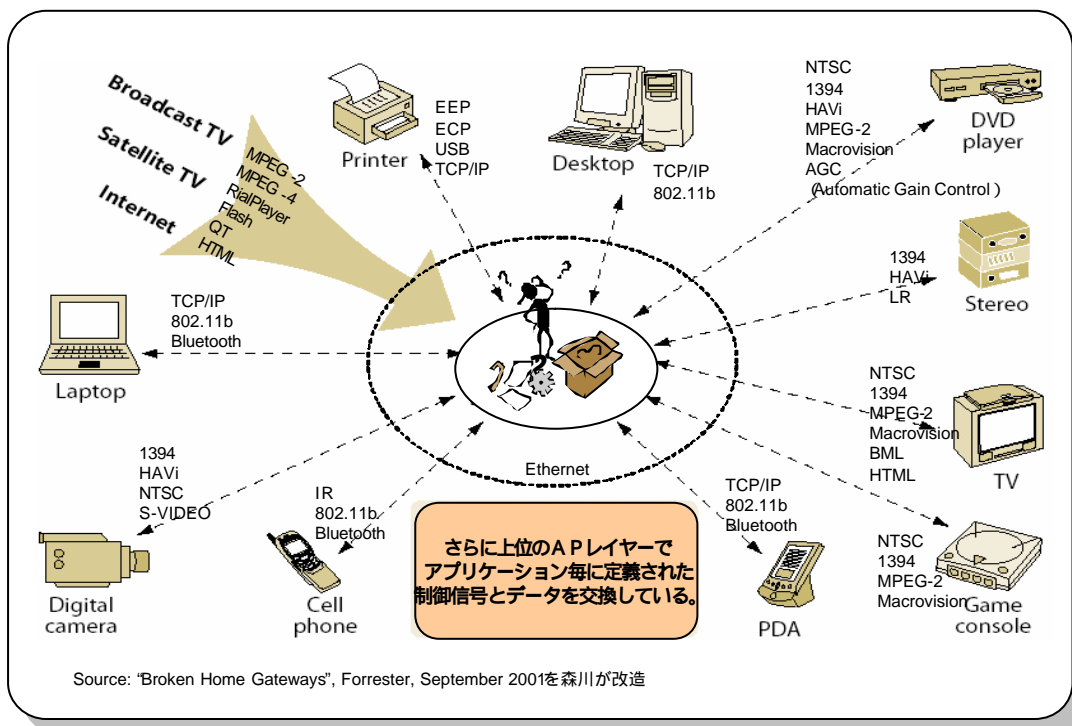 Broadcast TV
Satellite TV
Internet
MPEG -2
MPEG -4
RialPlayer
Flash
QT
HTML
Printer
EEP
ECP
USB
TCP/IP
Desktop
TCP/IP
802.11b
NTSC
1394
HAVi
MPEG-2
Macrovision
AGC
(Automatic Gain Control )
DVD
player
1394
HAVi
LR
Stereo
TCP/IP
802.11b
Bluetooth
Laptop
NTSC
1394
MPEG-2
Macrovision
BML
HTML
TV
Ethernet
1394
HAVi
NTSC
S-VIDEO
Digital
camera
IR
802.11b
Bluetooth
Cell
phone
さらに上位のAPレイヤーで
アプリケーション毎に定義された
制御信号とデータを交換している。
TCP/IP
802.11b
Bluetooth
PDA
NTSC
1394
MPEG-2
Macrovision
Game
console
Source: "Broken Home Gateways", Forrester, September 2001を森川が改造